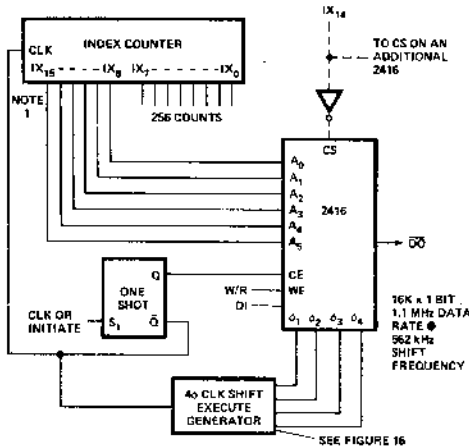 IX14
INDEX COUNTER
CLK
IX15 IX8 IX7 IX0
TO CS ON AN
ADDITIONAL
2416
NOTE
1
256 COUNTS
CS
A0
A1
A2
A3
A4
A5
2416
DO
Q
CE
ONE
SHOT
W/R
WE
DI
CLK OR
INITIATE
S1
Q
ϕ1 ϕ2 ϕ3 ϕ4
16K x 1 BIT
1.1 MHz DATA
RATE @
562 kHz
SHIFT
FREQUENCY
4ϕ CLK SHIFT
EXECUTE
GENERATOR
SEE FIGURE 16